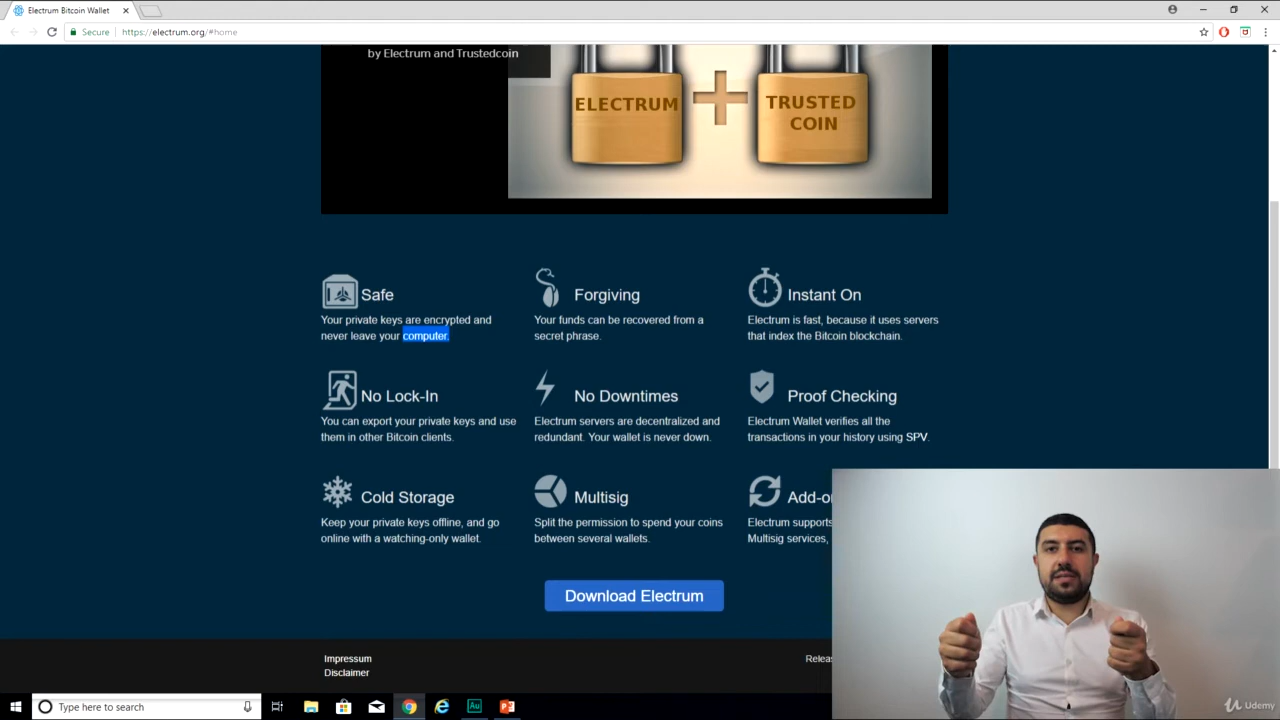 Electrum Bitcoin Wallet
Secure
https://electrum.org/#home
by Electrum and Trustedcoin
ELECTRUM
TRUSTED
COIN
Safe
Your private keys are encrypted and
never leave your computer.
Forgiving
Your funds can be recovered from a
secret phrase.
Instant On
Electrum is fast, because it uses servers
that index the Bitcoin blockchain.
No Lock-In
You can export your private keys and use
them in other Bitcoin clients.
No Downtimes
Electrum servers are decentralized and
redundant. Your wallet is never down.
Proof Checking
Electrum Wallet verifies all the
transactions in your history using SPV.
Cold Storage
Keep your private keys offline, and go
online with a watching-only wallet.
Multisig
Split the permission to spend your coins
between several wallets.
Add-o
Electrum supports
Multisig services,
Download Electrum
Impressum
Disclaimer
Relea
Type here to search
Au
Udemy